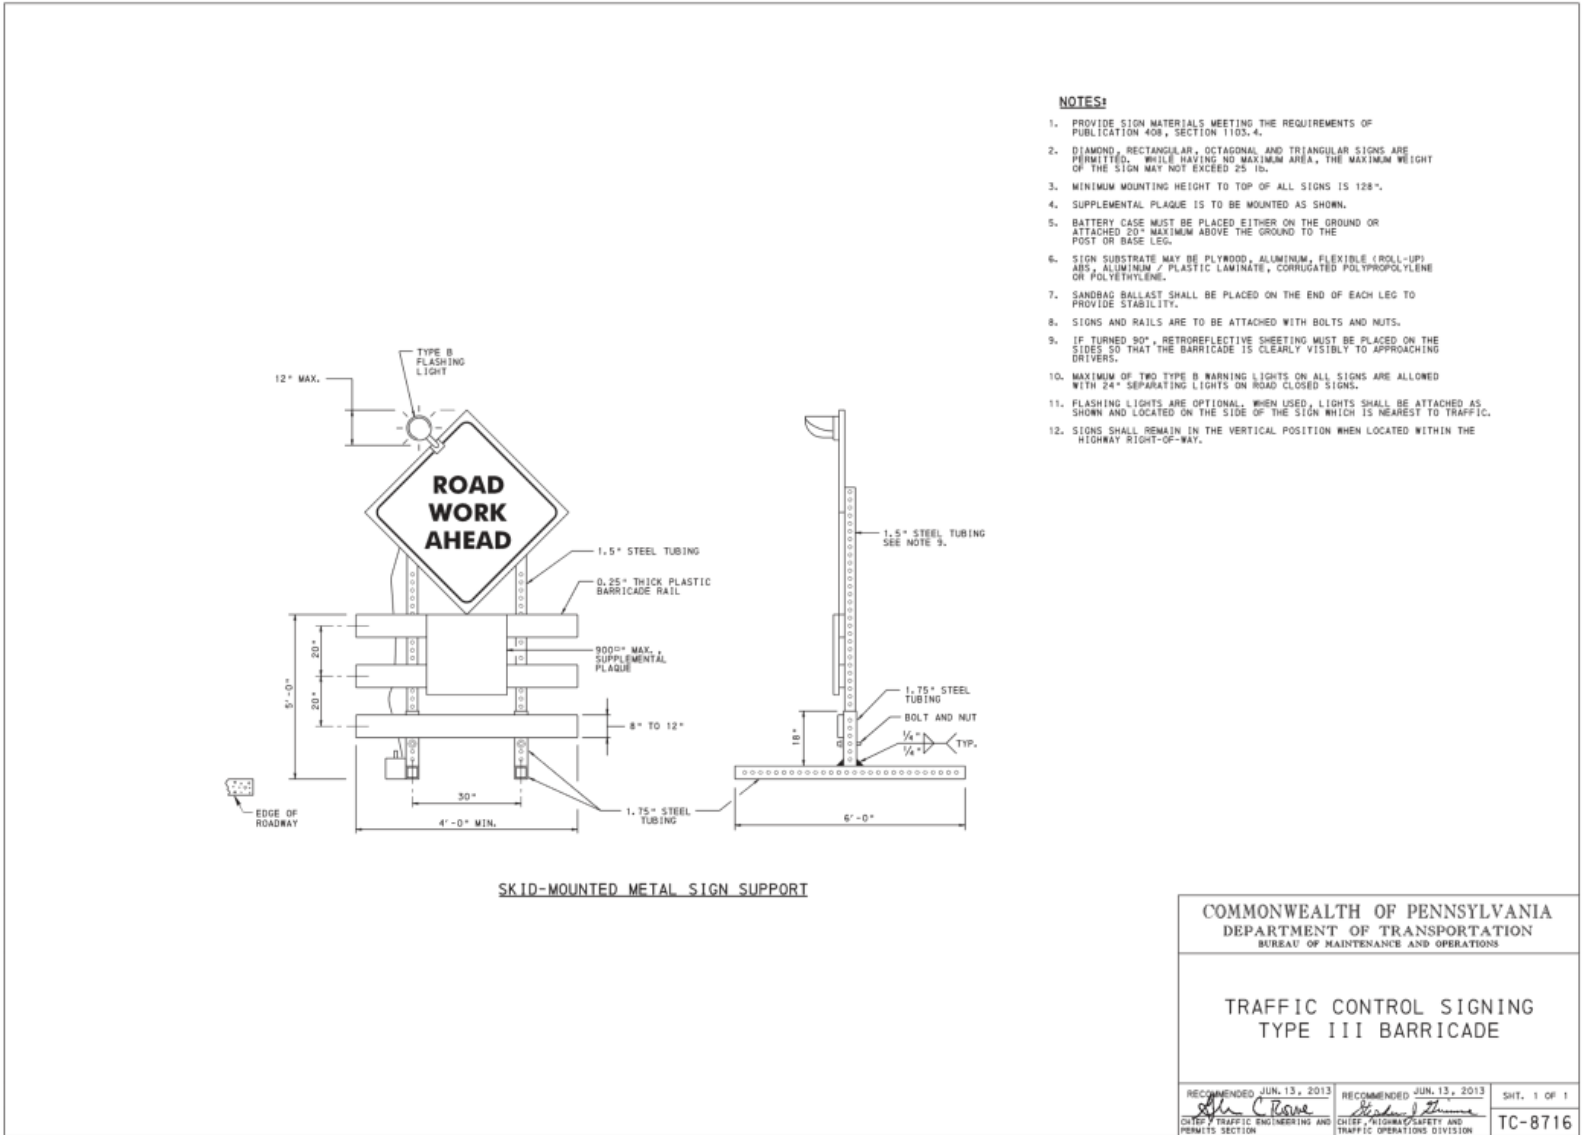 NOTES:
1. PROVIDE SIGN MATERIALS MEETING THE REQUIREMENTS OF
PUBLICATION 408, SECTION 1103.4.
2. DIAMOND, RECTANGULAR, OCTAGONAL AND TRIANGULAR SIGNS ARE
PERMITTED. WHILE HAVING NO MAXIMUM AREA, THE MAXIMUM WEIGHT
OF THE SIGN MAY NOT EXCEED 25 lb.
3. MINIMUM MOUNTING HEIGHT TO TOP OF ALL SIGNS IS 128".
4. SUPPLEMENTAL PLAQUE IS TO BE MOUNTED AS SHOWN.
5. BATTERY CASE MUST BE PLACED EITHER ON THE GROUND OR
ATTACHED 20" MAXIMUM ABOVE THE GROUND TO THE
POST OR BASE LEG.
6. SIGN SUBSTRATE MAY BE PLYWOOD, ALUMINUM, FLEXIBLE (ROLL-UP)
ABS, ALUMINUM / PLASTIC LAMINATE, CORRUGATED POLYPROPOLYLENE
OR POLYETHYLENE.
7. SANDBAG BALLAST SHALL BE PLACED ON THE END OF EACH LEG TO
PROVIDE STABILITY.
8. SIGNS AND RAILS ARE TO BE ATTACHED WITH BOLTS AND NUTS.
9. IF TURNED 90°, RETROREFLECTIVE SHEETING MUST BE PLACED ON THE
SIDES SO THAT THE BARRICADE IS CLEARLY VISIBLY TO APPROACHING
DRIVERS.
10. MAXIMUM OF TWO TYPE B WARNING LIGHTS ON ALL SIGNS ARE ALLOWED
WITH 24" SEPARATING LIGHTS ON ROAD CLOSED SIGNS.
11. FLASHING LIGHTS ARE OPTIONAL. WHEN USED, LIGHTS SHALL BE ATTACHED AS
SHOWN AND LOCATED ON THE SIDE OF THE SIGN WHICH IS NEAREST TO TRAFFIC.
12. SIGNS SHALL REMAIN IN THE VERTICAL POSITION WHEN LOCATED WITHIN THE
HIGHWAY RIGHT-OF-WAY.
TYPE B
FLASHING
LIGHT
12" MAX.
ROAD
WORK
AHEAD
1.5" STEEL TUBING
0.25" THICK PLASTIC
BARRICADE RAIL
900□" MAX.,
SUPPLEMENTAL
PLAQUE
20"
20"
5'-0"
8" TO 12"
30"
4'-0" MIN.
EDGE OF
ROADWAY
1.75" STEEL
TUBING
1.5" STEEL TUBING
SEE NOTE 9.
1.75" STEEL
TUBING
BOLT AND NUT
18"
1/4"
1/4"
TYP.
6'-0"
SKID-MOUNTED METAL SIGN SUPPORT
COMMONWEALTH OF PENNSYLVANIA
DEPARTMENT OF TRANSPORTATION
BUREAU OF MAINTENANCE AND OPERATIONS
TRAFFIC CONTROL SIGNING
TYPE III BARRICADE
RECOMMENDED JUN. 13, 2013
CHIEF, TRAFFIC ENGINEERING AND
PERMITS SECTION
RECOMMENDED JUN. 13, 2013
CHIEF, HIGHWAY SAFETY AND
TRAFFIC OPERATIONS DIVISION
SHT. 1 OF 1
TC-8716